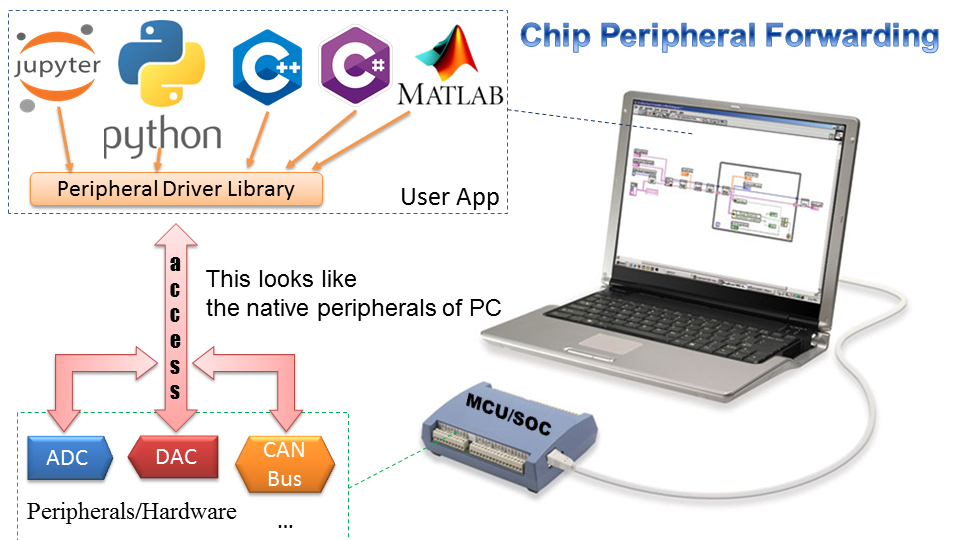 Chip Peripheral Forwarding
jupyter
python
C++
C#
MATLAB
Peripheral Driver Library
User App
access
This looks like
the native peripherals of PC
MCU/SOC
ADC
DAC
CAN
Bus
Peripherals/Hardware
...